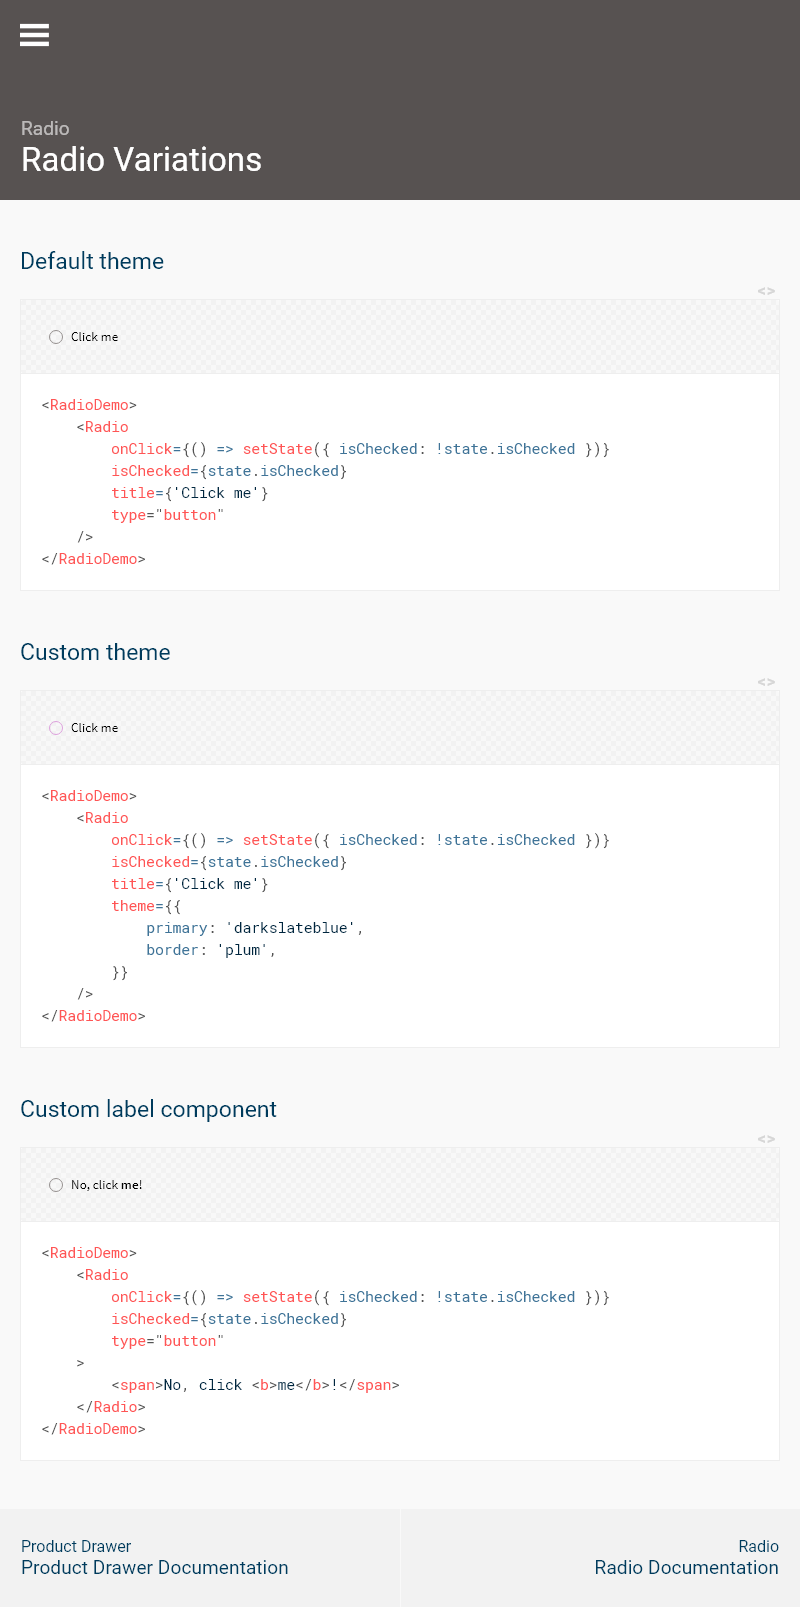 Radio
Radio Variations
Default theme
<>
Click me
<RadioDemo>
    <Radio
        onClick={() => setState({ isChecked: !state.isChecked })}
        isChecked={state.isChecked}
        title={'Click me'}
        type="button"
    />
</RadioDemo>
Custom theme
<>
Click me
<RadioDemo>
    <Radio
        onClick={() => setState({ isChecked: !state.isChecked })}
        isChecked={state.isChecked}
        title={'Click me'}
        theme={{
            primary: 'darkslateblue',
            border: 'plum',
        }}
    />
</RadioDemo>
Custom label component
<>
No, click me!
<RadioDemo>
    <Radio
        onClick={() => setState({ isChecked: !state.isChecked })}
        isChecked={state.isChecked}
        type="button"
    >
        <span>No, click <b>me</b>!</span>
    </Radio>
</RadioDemo>
Product Drawer
Product Drawer Documentation
Radio
Radio Documentation